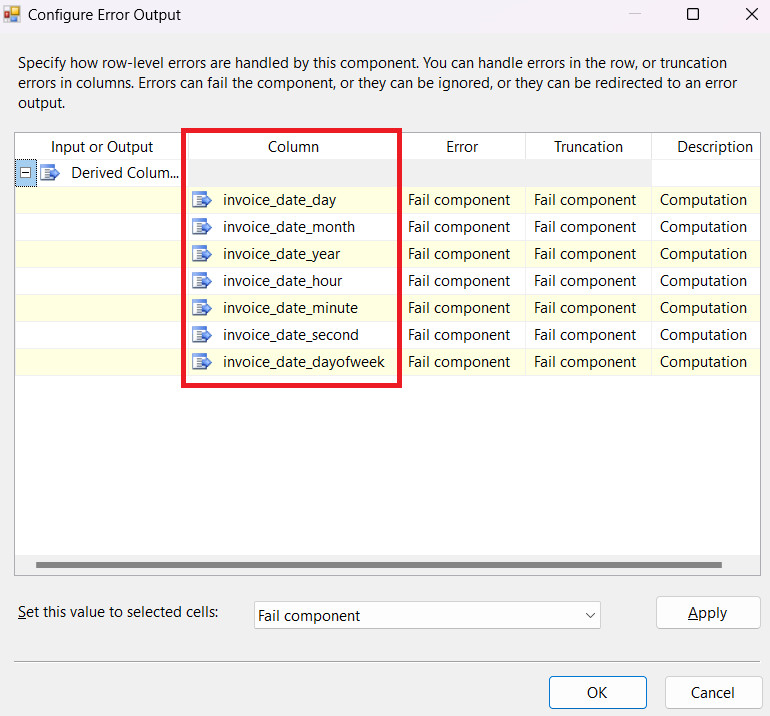 Configure Error Output
Specify how row-level errors are handled by this component. You can handle errors in the row, or truncation
errors in columns. Errors can fail the component, or they can be ignored, or they can be redirected to an error
output.
Input or Output Column Error Truncation Description
Derived Colum...
invoice_date_day Fail component Fail component Computation
invoice_date_month Fail component Fail component Computation
invoice_date_year Fail component Fail component Computation
invoice_date_hour Fail component Fail component Computation
invoice_date_minute Fail component Fail component Computation
invoice_date_second Fail component Fail component Computation
invoice_date_dayofweek Fail component Fail component Computation
Set this value to selected cells: Fail component Apply
OK Cancel